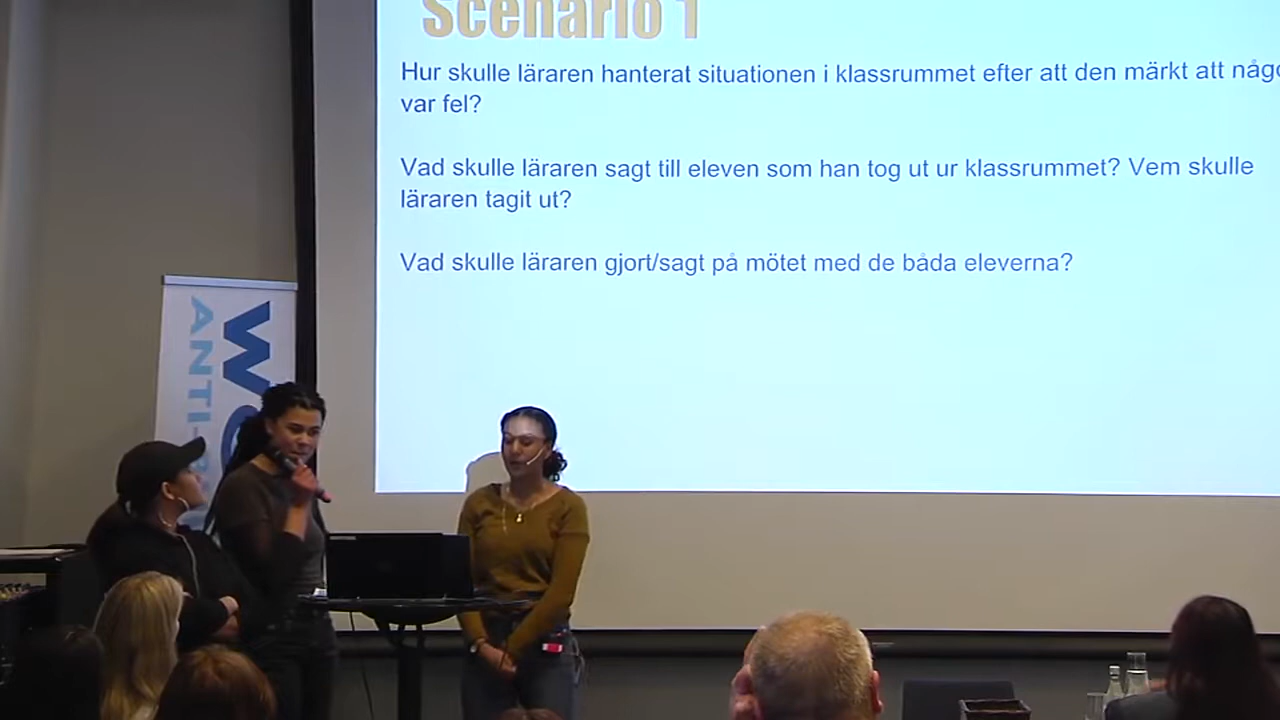 Scenario 1
Hur skulle läraren hanterat situationen i klassrummet efter att den märkt att
var fel?
Vad skulle läraren sagt till eleven som han tog ut ur klassrummet? Vem skulle
läraren tagit ut?
Vad skulle läraren gjort/sagt på mötet med de båda eleverna?
ANTI-